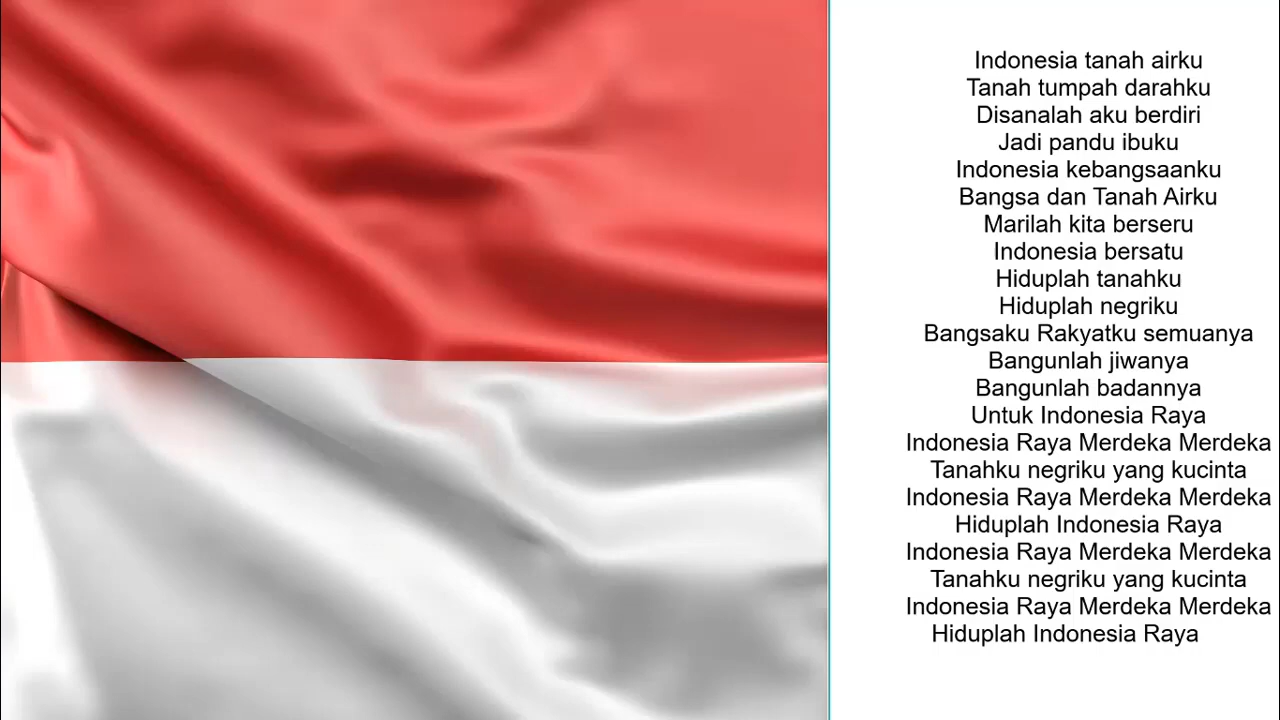 Indonesia tanah airku
Tanah tumpah darahku
Disanalah aku berdiri
Jadi pandu ibuku
Indonesia kebangsaanku
Bangsa dan Tanah Airku
Marilah kita berseru
Indonesia bersatu
Hiduplah tanahku
Hiduplah negriku
Bangsaku Rakyatku semuanya
Bangunlah jiwanya
Bangunlah badannya
Untuk Indonesia Raya
Indonesia Raya Merdeka Merdeka
Tanahku negriku yang kucinta
Indonesia Raya Merdeka Merdeka
Hiduplah Indonesia Raya
Indonesia Raya Merdeka Merdeka
Tanahku negriku yang kucinta
Indonesia Raya Merdeka Merdeka
Hiduplah Indonesia Raya